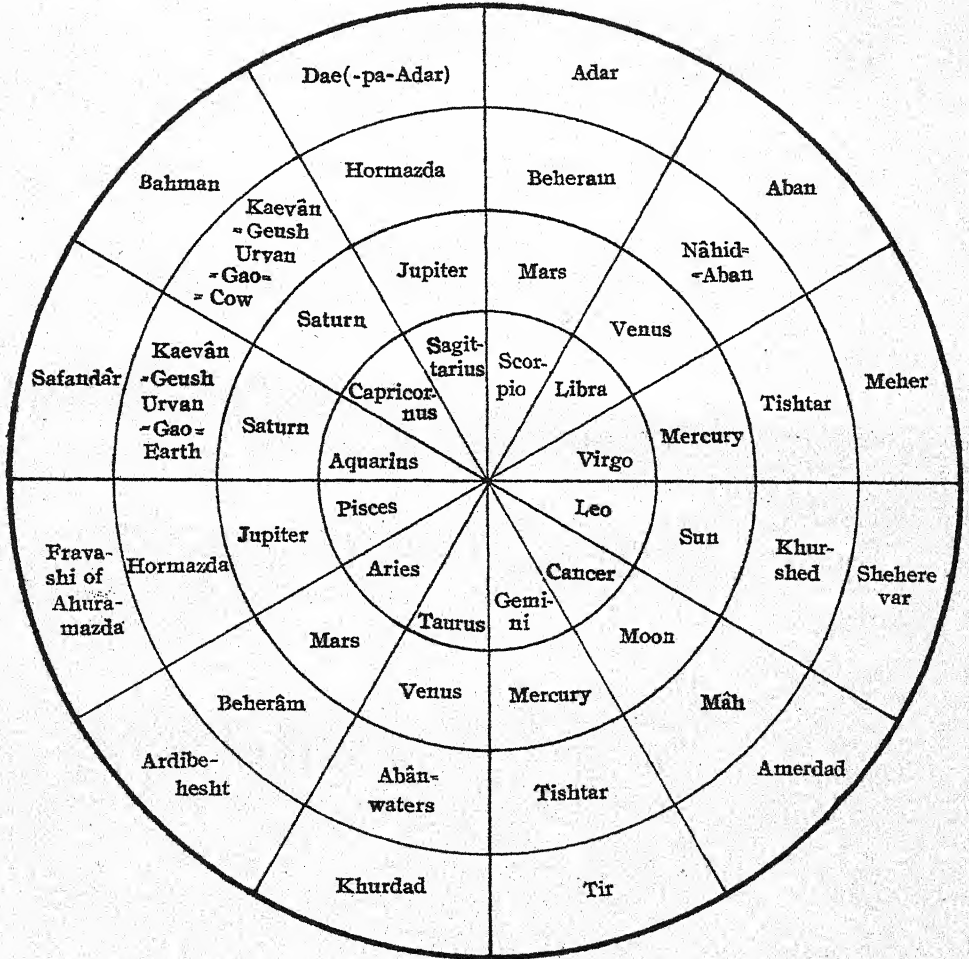 Dae(-pa-Adar)
Adar
Aban
Meher
Shehere
var
Amerdad
Tir
Khurdad
Ardîbe-
hesht
Frava-
shi of
Ahura-
mazda
Safandâr
Bahman
Hormazda
Beheram
Nâhid=
=Aban
Tishtar
Khur-
shed
Mâh
Tishtar
Abân=
waters
Beherâm
Hormazda
Kaevân
=Geush
Urvan
=Gao=
Earth
Kaevân
=Geush
Urvan
=Gao=
= Cow
Jupiter
Mars
Venus
Mercury
Sun
Moon
Mercury
Venus
Mars
Jupiter
Saturn
Saturn
Sagit-
tarius
Scor-
pio
Libra
Virgo
Leo
Cancer
Gemi-
ni
Taurus
Aries
Pisces
Aquarius
Capricor-
nus